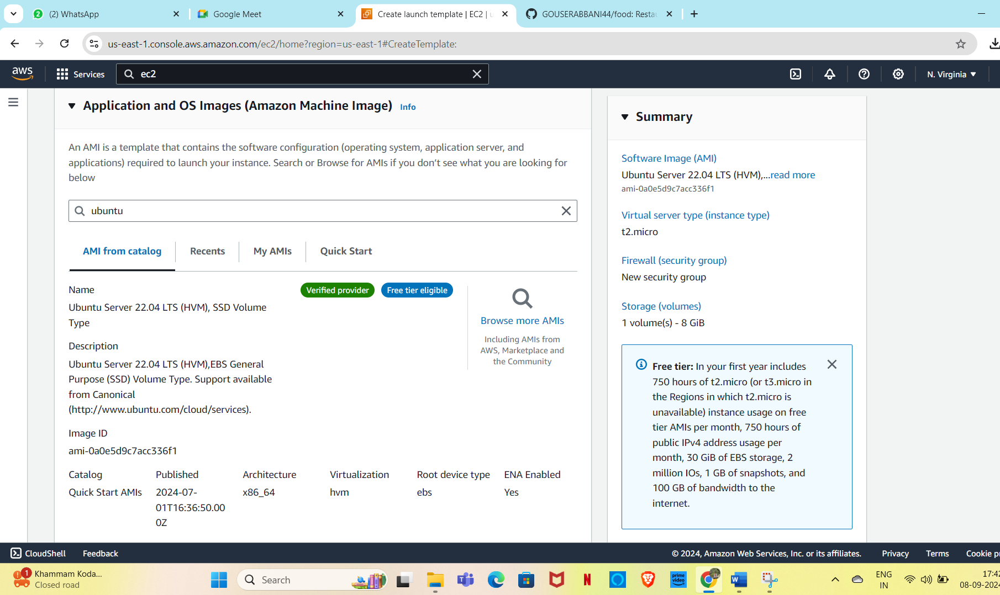 2
(2) WhatsApp
Google Meet
Create launch template | EC2 | u
GOUSERABBANI44/food: Restau
us-east-1.console.aws.amazon.com/ec2/home?region=us-east-1#CreateTemplate:
aws
Services
ec2
N. Virginia
Application and OS Images (Amazon Machine Image) Info
An AMI is a template that contains the software configuration (operating system, application server, and
applications) required to launch your instance. Search or Browse for AMIs if you don’t see what you are looking for
below
ubuntu
AMI from catalog
Recents
My AMIs
Quick Start
Name
Verified provider
Free tier eligible
Ubuntu Server 22.04 LTS (HVM), SSD Volume
Type
Description
Ubuntu Server 22.04 LTS (HVM),EBS General
Purpose (SSD) Volume Type. Support available
from Canonical
(http://www.ubuntu.com/cloud/services).
Image ID
ami-0a0e5d9c7acc336f1
Catalog
Published
Architecture
Virtualization
Root device type
ENA Enabled
Quick Start AMIs
2024-07-
01T16:36:50.00
0Z
x86_64
hvm
ebs
Yes
Browse more AMIs
Including AMIs from
AWS, Marketplace and
the Community
Summary
Software Image (AMI)
Ubuntu Server 22.04 LTS (HVM),...read more
ami-0a0e5d9c7acc336f1
Virtual server type (instance type)
t2.micro
Firewall (security group)
New security group
Storage (volumes)
1 volume(s) - 8 GiB
Free tier: In your first year includes
750 hours of t2.micro (or t3.micro in
the Regions in which t2.micro is
unavailable) instance usage on free
tier AMIs per month, 750 hours of
public IPv4 address usage per
month, 30 GiB of EBS storage, 2
million IOs, 1 GB of snapshots, and
100 GB of bandwidth to the
internet.
CloudShell
Feedback
© 2024, Amazon Web Services, Inc. or its affiliates.
Privacy
Terms
Cookie pr
1
Khammam Koda...
Closed road
Search
prime
video
ENG
IN
17:42
08-09-2024